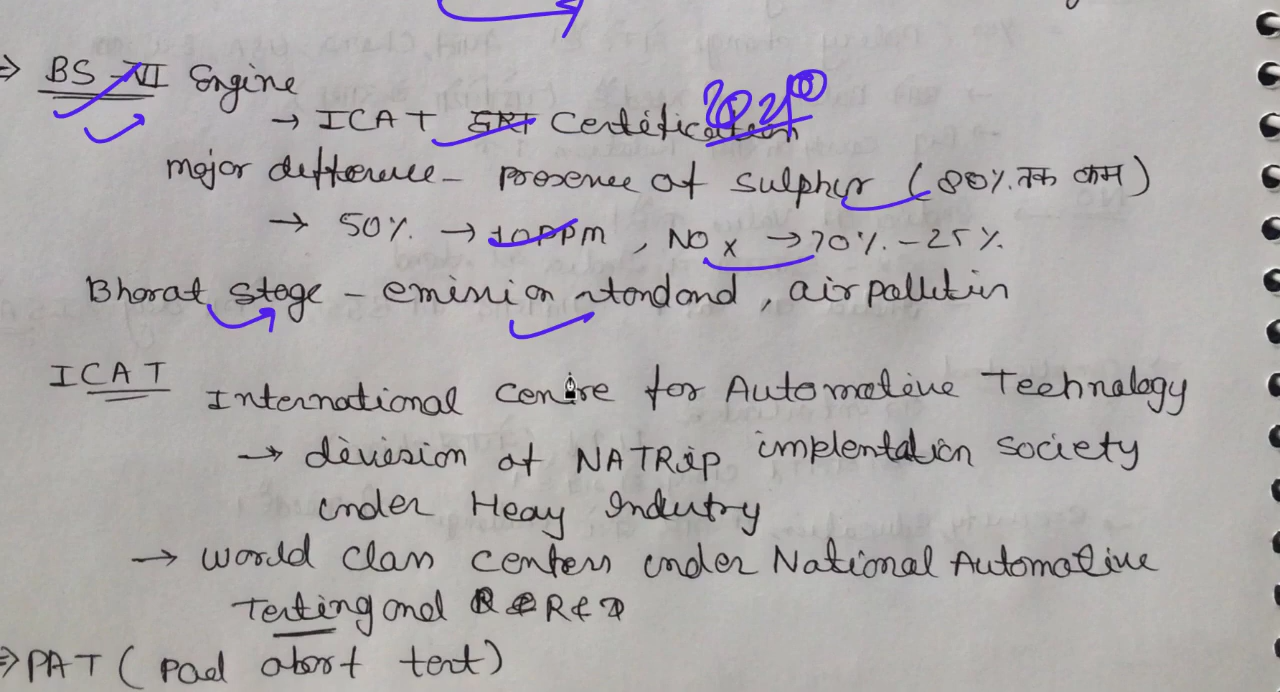 ⇒ BS-VI Engine
2020
→ ICAT Certification
major difference - presence of sulphur (80% तक कम)
→ 50% → 10PPM, NOx → 70% - 25%
Bharat stage - emission standard, air pollution
ICAT International Centre for Automotive Technology
→ division of NATRip implentation society
under Heavy Industry
→ world class centers under National Automotive
Testing and R & D
⇒ PAT (Pad abort test)